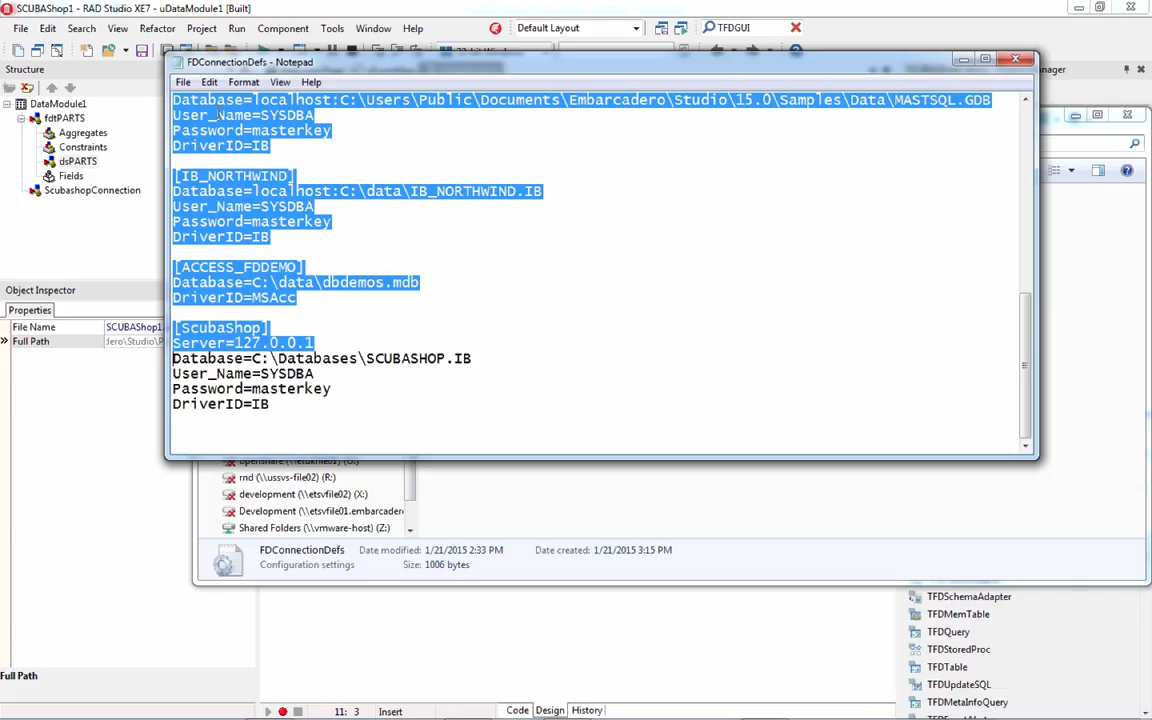 SCUBAShop1 - RAD Studio XE7 - uDataModule1 [Built]
File Edit Search View Refactor Project Run Component Tools Window Help
Default Layout
TFDGUI
FDConnectionDefs - Notepad
File Edit Format View Help
Database=localhost:C:\Users\Public\Documents\Embarcadero\Studio\15.0\Samples\Data\MASTSQL.GDB
User_Name=SYSDBA
Password=masterkey
DriverID=IB
[IB_NORTHWIND]
Database=localhost:C:\data\IB_NORTHWIND.IB
User_Name=SYSDBA
Password=masterkey
DriverID=IB
[ACCESS_FDDEMO]
Database=C:\data\dbdemos.mdb
DriverID=MSAcc
[ScubaShop]
Server=127.0.0.1
Database=C:\Databases\SCUBASHOP.IB
User_Name=SYSDBA
Password=masterkey
DriverID=IB
Structure
DataModule1
fdtPARTS
Aggregates
Constraints
dsPARTS
Fields
ScubashopConnection
Object Inspector
Properties
File Name SCUBAShop1.
Full Path
Full Path
rnd (\\ussvs-file02) (R:)
development (\\etsvfile02) (X:)
Development (\\etsvfile01.embarcadero
Shared Folders (\\vmware-host) (Z:)
FDConnectionDefs Date modified: 1/21/2015 2:33 PM Date created: 1/21/2015 3:15 PM
Configuration settings Size: 1006 bytes
TFDSchemaAdapter
TFDMemTable
TFDQuery
TFDStoredProc
TFDTable
TFDUpdateSQL
TFDMetaInfoQuery
11: 3 Insert Code Design History